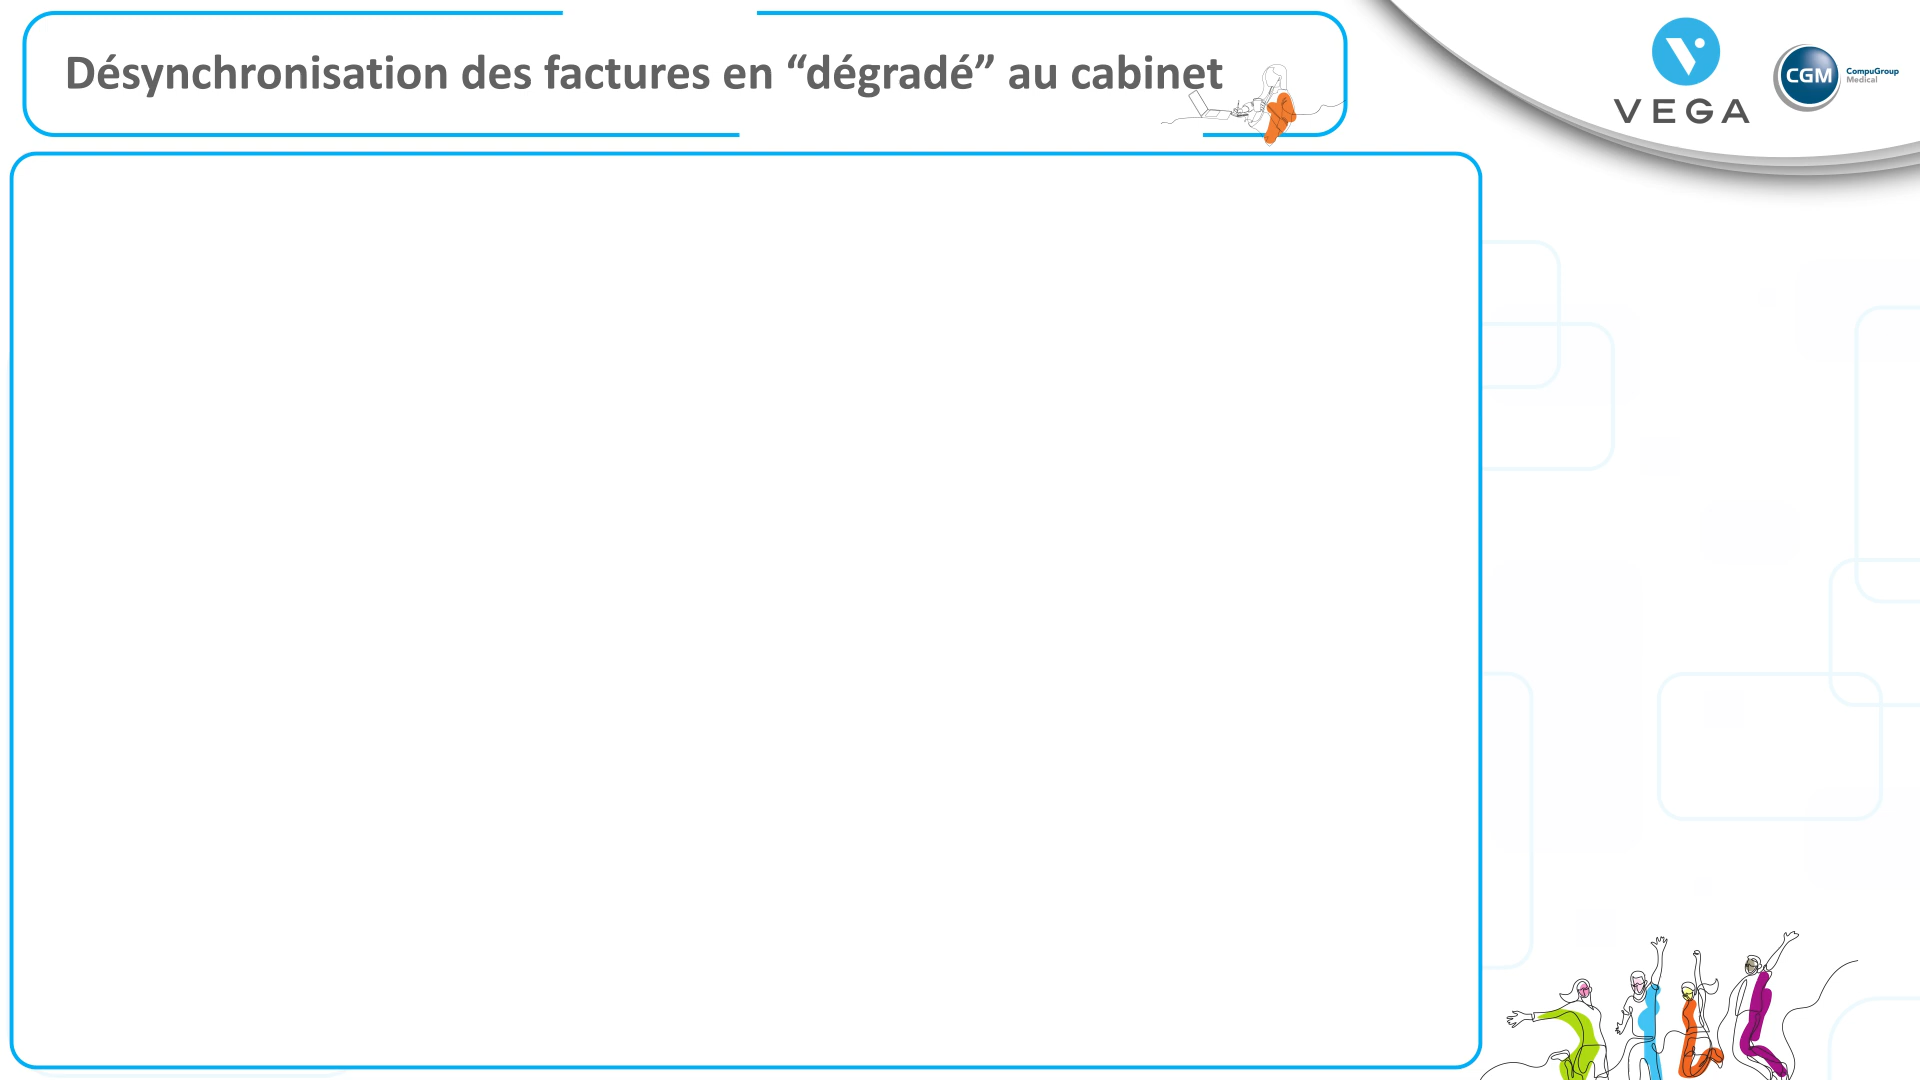 Désynchronisation des factures en “dégradé” au cabinet
VEGA
CGM
CompuGroup
Medical